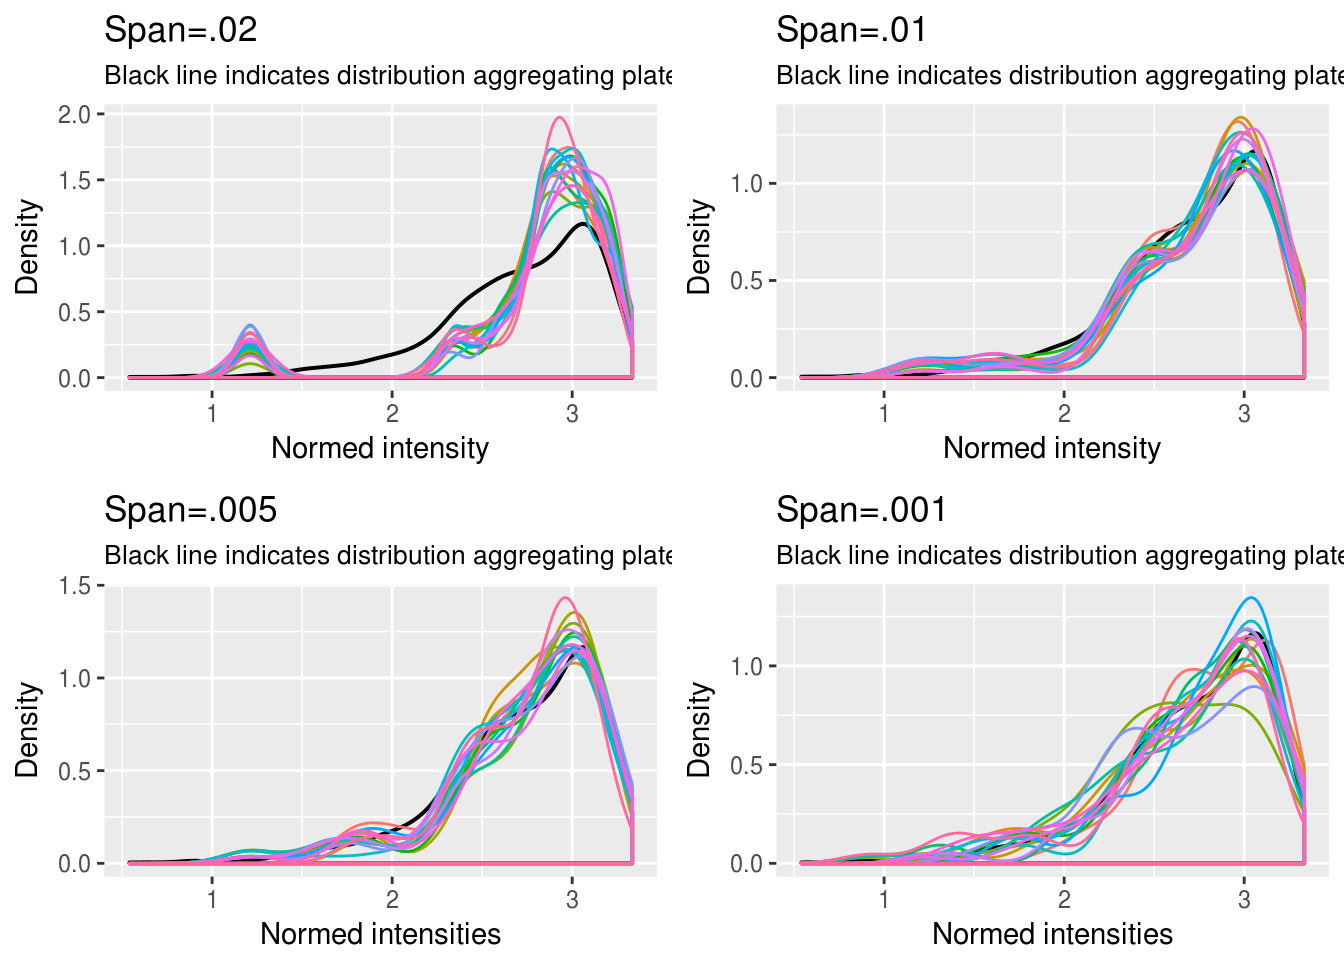 Span=.02
Black line indicates distribution aggregating plate
2.0
1.5
1.0
0.5
0.0
Density
1 2 3
Normed intensity
Span=.01
Black line indicates distribution aggregating plate
1.0
0.5
0.0
Density
1 2 3
Normed intensity
Span=.005
Black line indicates distribution aggregating plate
1.5
1.0
0.5
0.0
Density
1 2 3
Normed intensities
Span=.001
Black line indicates distribution aggregating plate
1.0
0.5
0.0
Density
1 2 3
Normed intensities